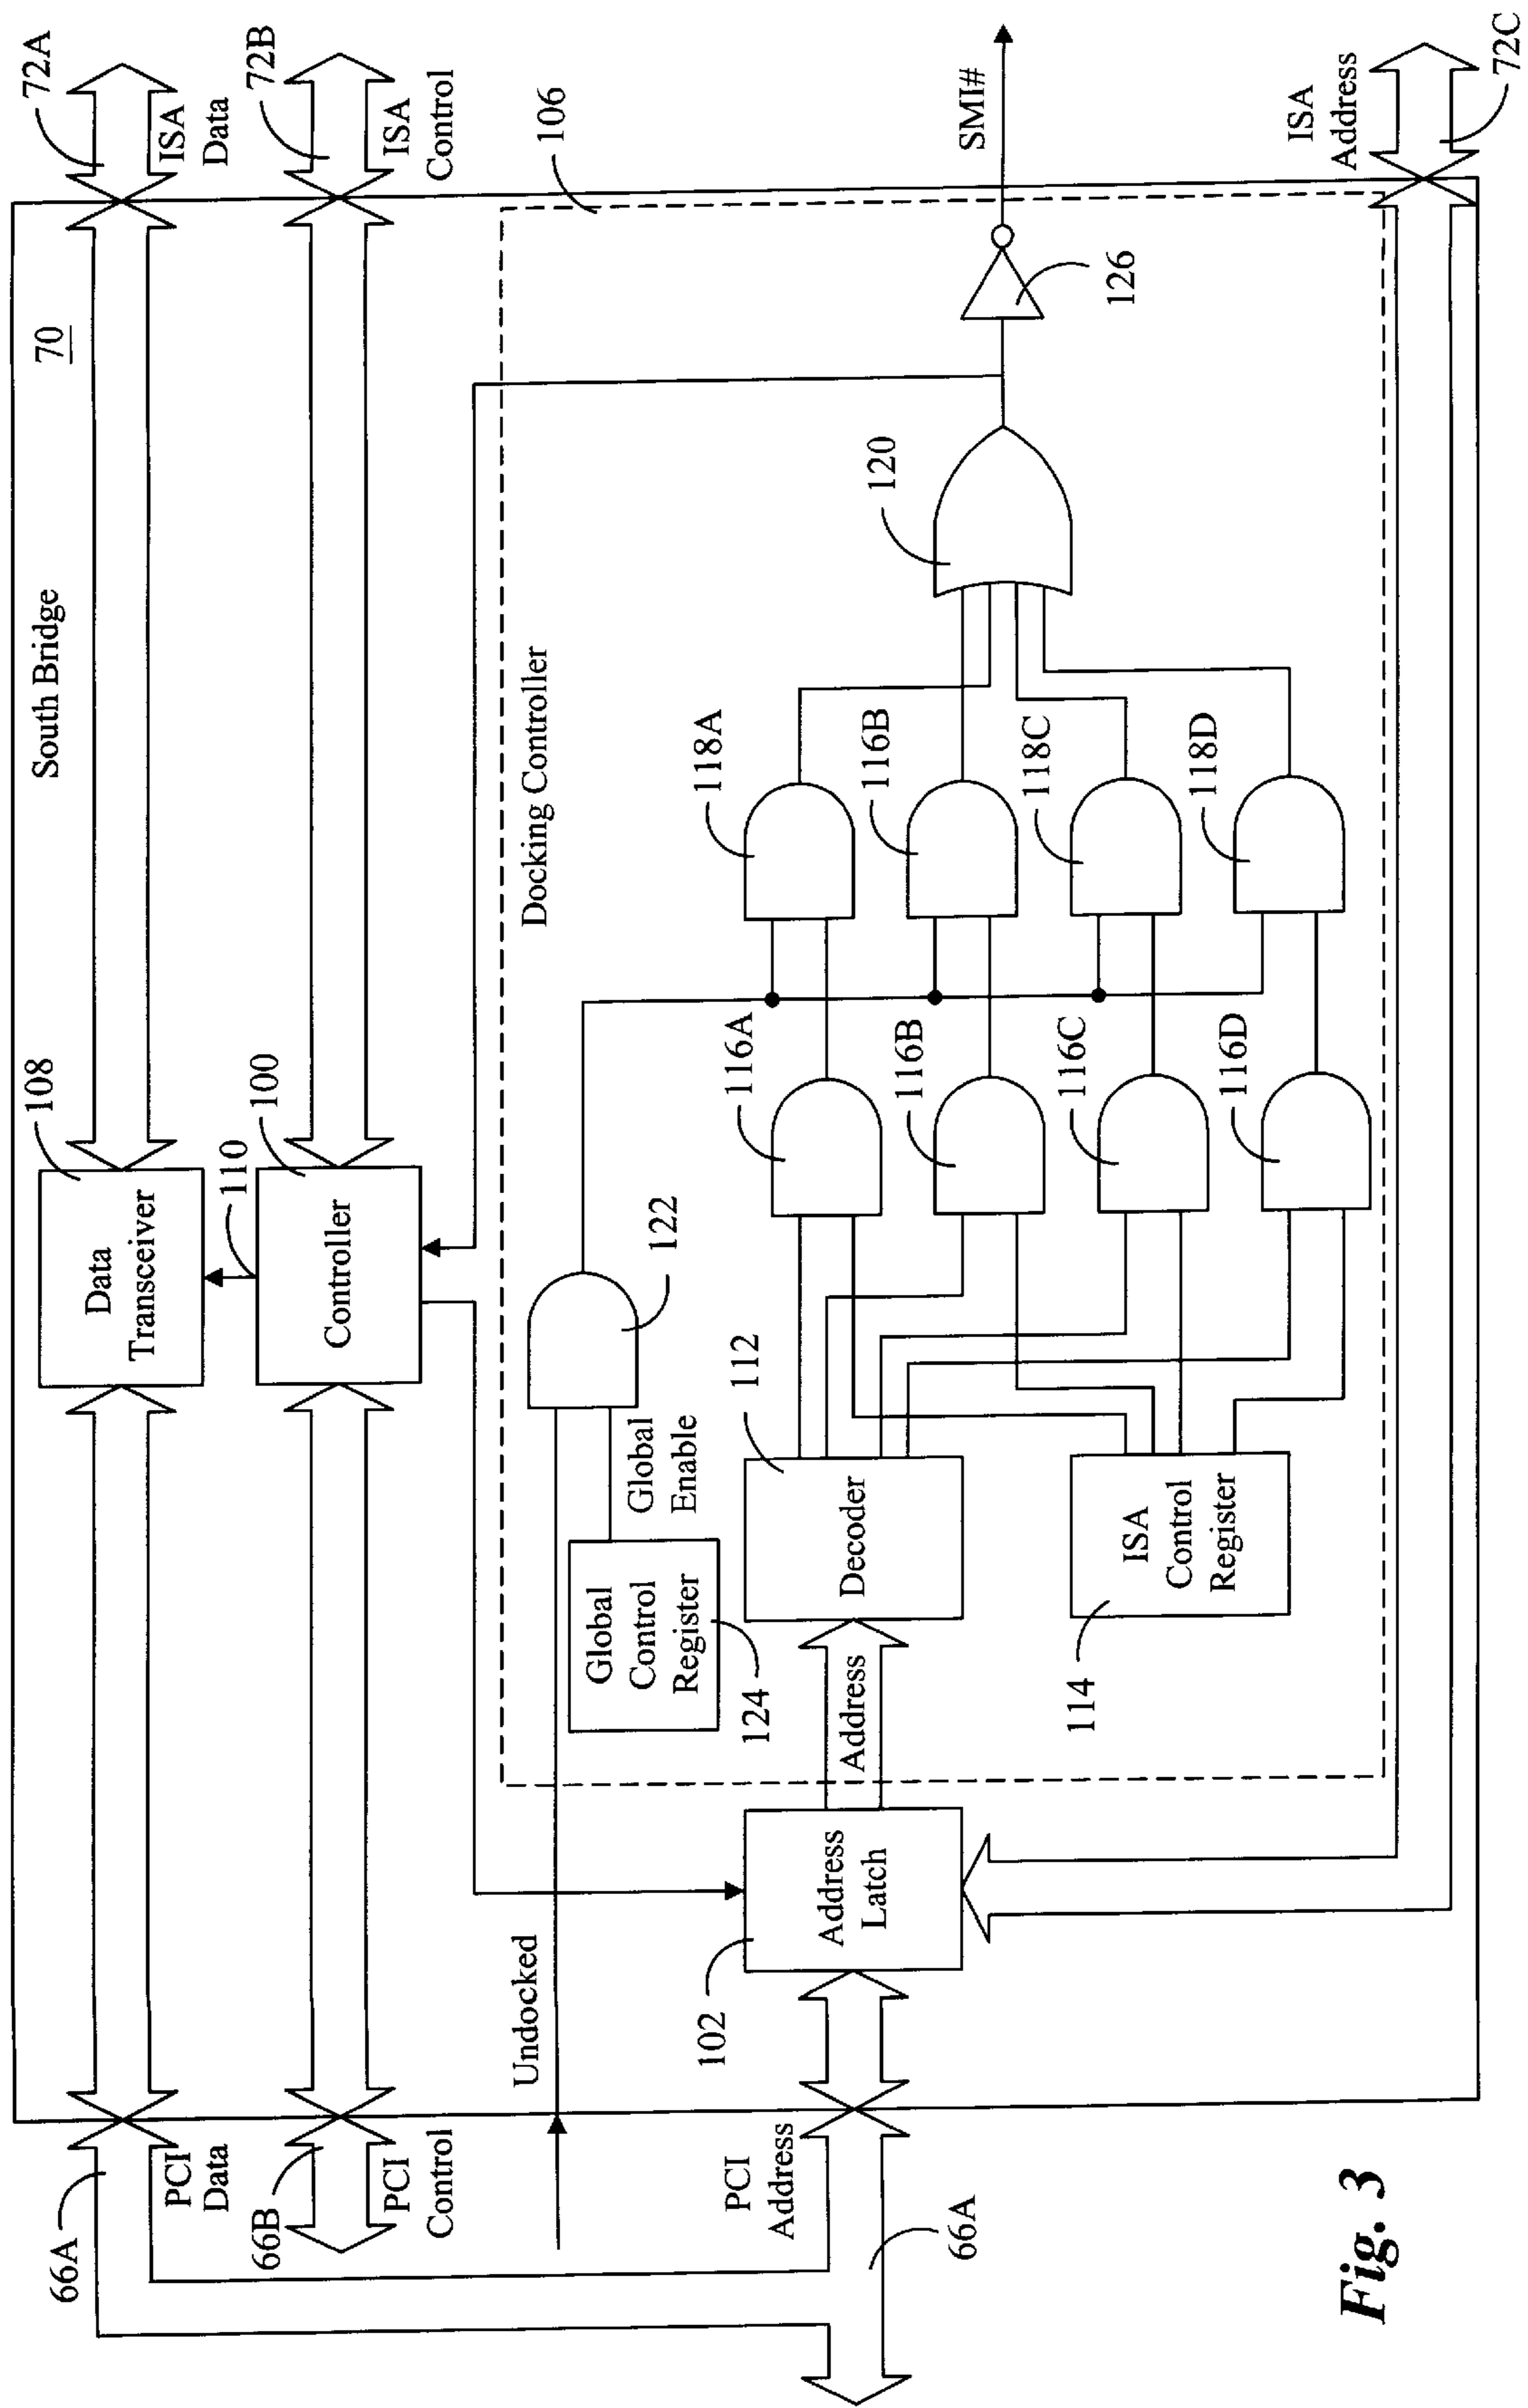 South Bridge
70
72A
ISA
Data
72B
ISA
Control
108
Data
Transceiver
110
100
Controller
66A
PCI
Data
66B
PCI
Control
106
Docking Controller
Undocked
122
Global
Enable
Global
Control
Register
124
112
Decoder
Address
102
Address
Latch
ISA
Control
Register
114
116A
116B
116C
116D
118A
116B
118C
118D
120
126
SMI#
PCI
Address
66A
ISA
Address
72C
Fig. 3